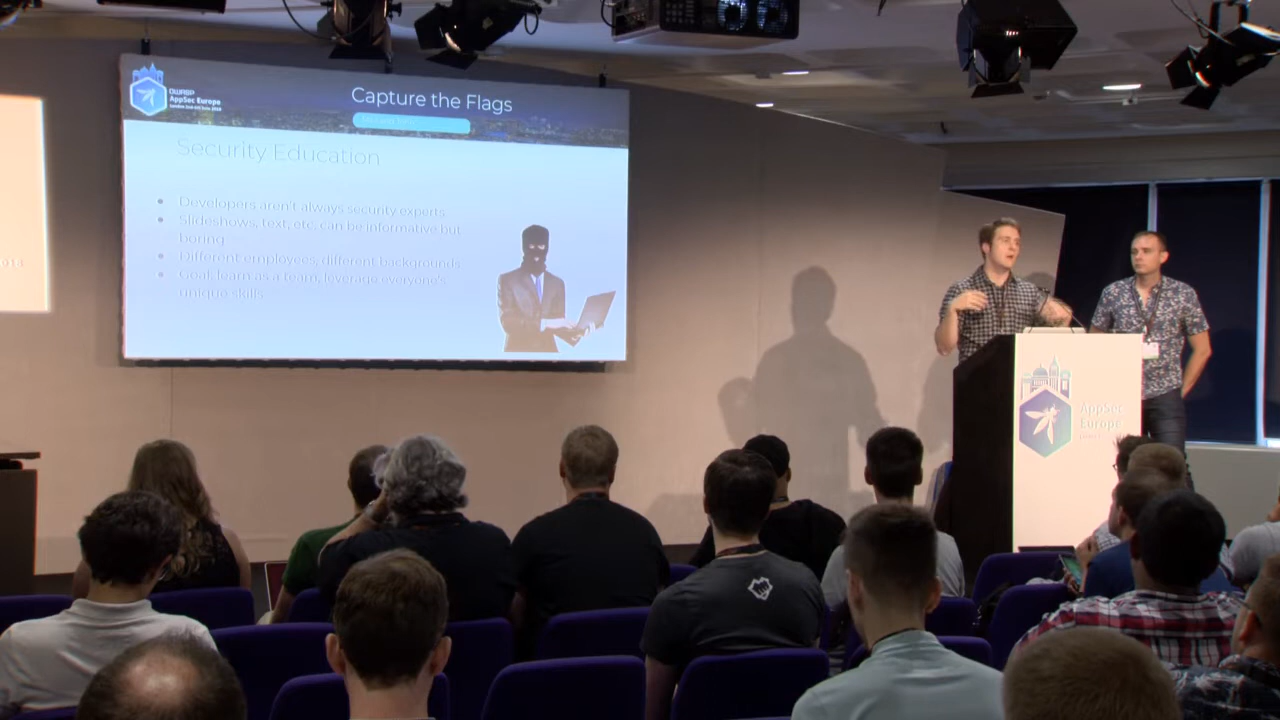 OWASP
AppSec Europe
Capture the Flags
Security Education
Developers aren't always security experts
Slideshows, text, etc. can be informative but
boring
Different employees, different backgrounds
Goal: learn as a team, leverage everyone's
unique skills
AppSec
Europe